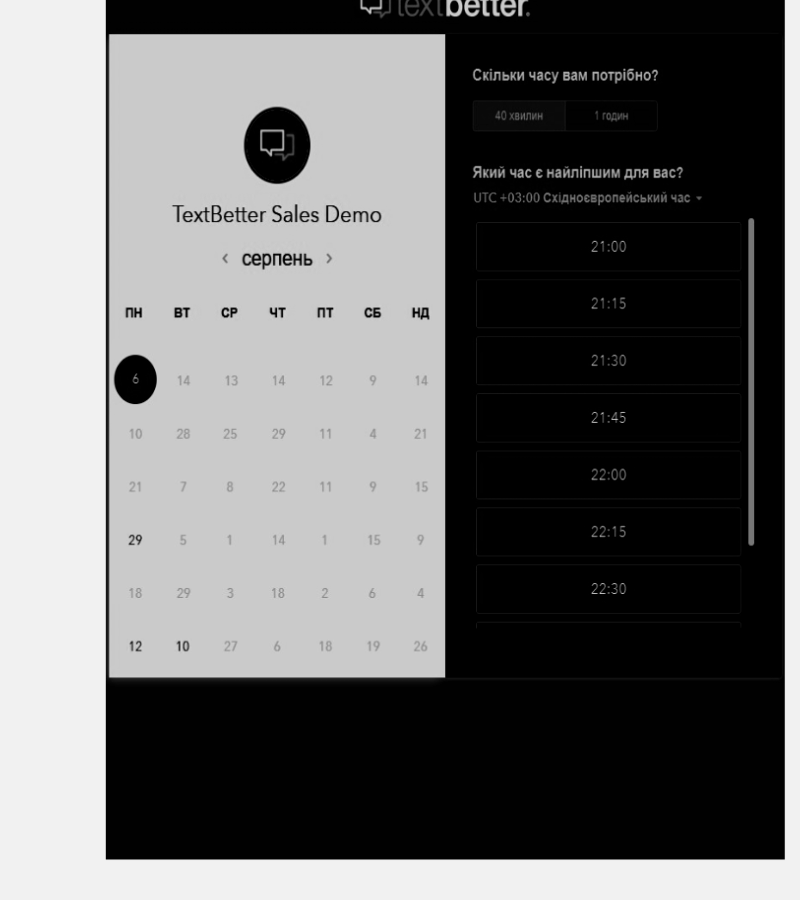 textbetter.
TextBetter Sales Demo
‹ серпень ›
ПН ВТ СР ЧТ ПТ СБ НД
6 14 13 14 12 9 14
10 28 25 29 11 4 21
21 7 8 22 11 9 15
29 5 1 14 1 15 9
18 29 3 18 2 6 4
12 10 27 6 18 19 26
Скільки часу вам потрібно?
40 хвилин 1 годин
Який час є найліпшим для вас?
UTC +03:00 Східноєвропейський час
21:00
21:15
21:30
21:45
22:00
22:15
22:30